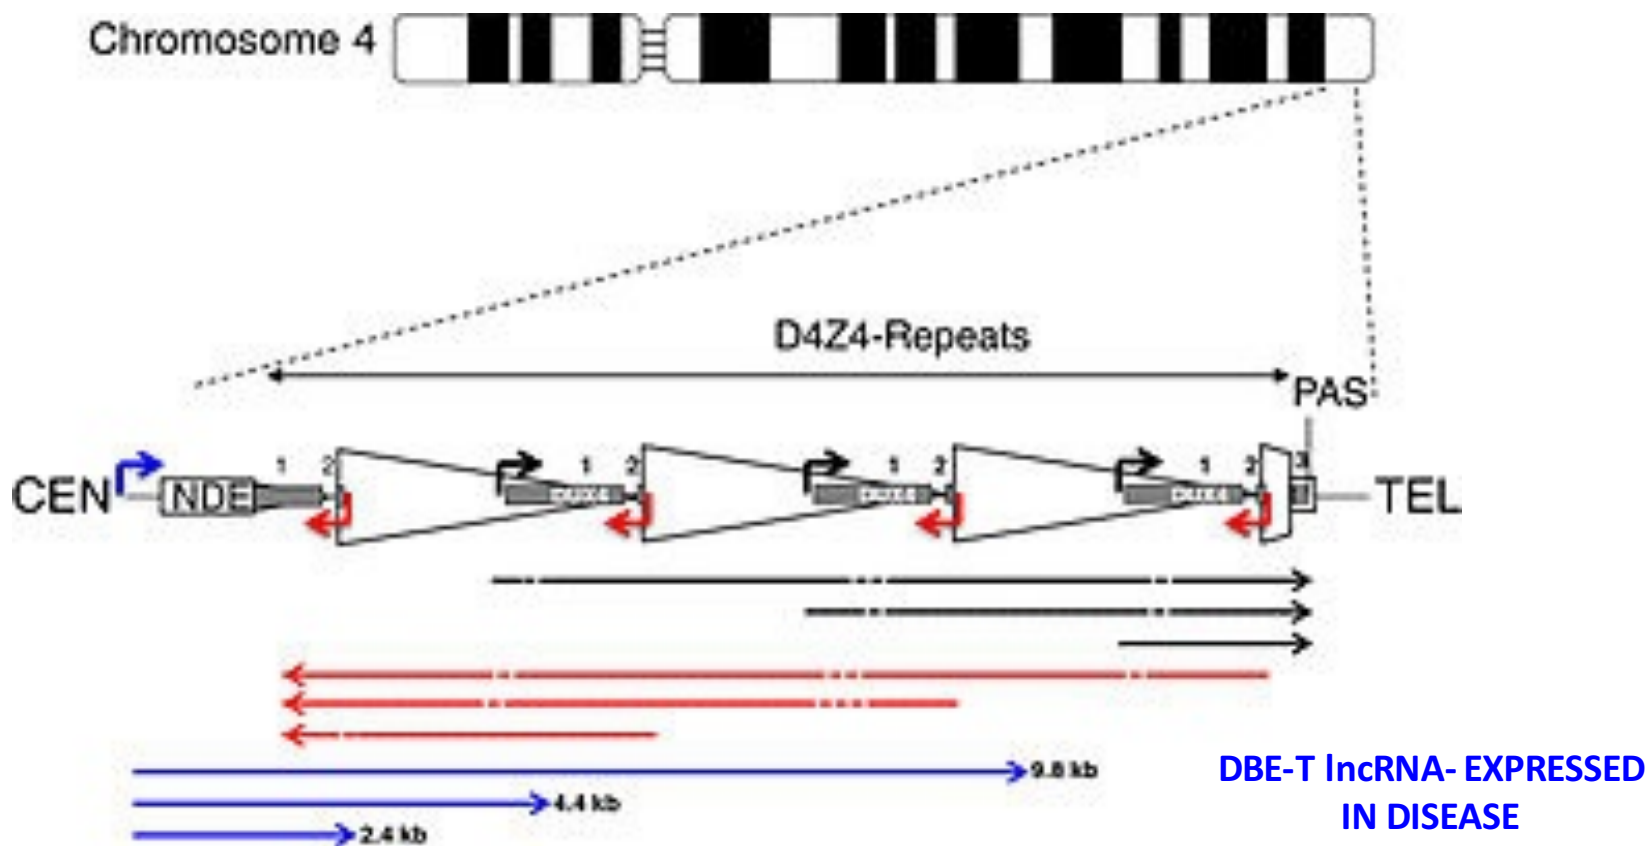 Chromosome 4
D4Z4-Repeats
PAS
1 2 1 2 1 2 1 2 3
CEN NDE DUX4 DUX4 DUX4 TEL
9.8 kb
4.4 kb
2.4 kb
DBE-T lncRNA- EXPRESSED
IN DISEASE